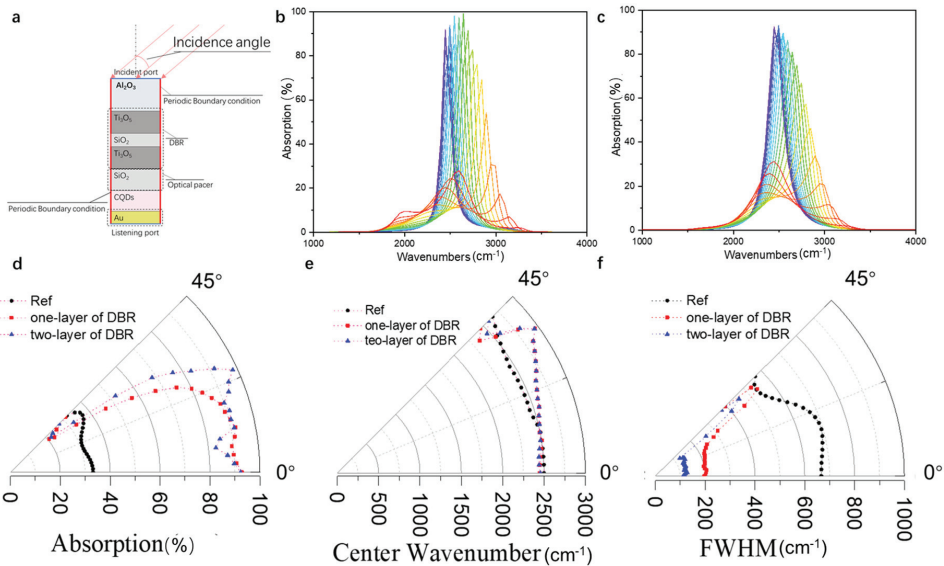 a
Incidence angle
Incident port
Al₂O₃
Periodic Boundary condition
Ti₃O₅
SiO₂
DBR
Ti₃O₅
SiO₂
Optical pacer
CQDs
Periodic Boundary condition
Au
Listening port
b
Absorption (%)
100
80
60
40
20
0
1000 2000 3000 4000
Wavenumbers(cm⁻¹)
c
Absorption (%)
100
80
60
40
20
0
1000 2000 3000 4000
Wavenumbers(cm⁻¹)
d
45°
Ref
one-layer of DBR
two-layer of DBR
0°
0 20 40 60 80 100
Absorption(%)
e
45°
Ref
one-layer of DBR
teo-layer of DBR
0°
0 500 1000 1500 2000 2500 3000
Center Wavenumber(cm⁻¹)
f
45°
Ref
one-layer of DBR
two-layer of DBR
0°
0 200 400 600 800 1000
FWHM(cm⁻¹)